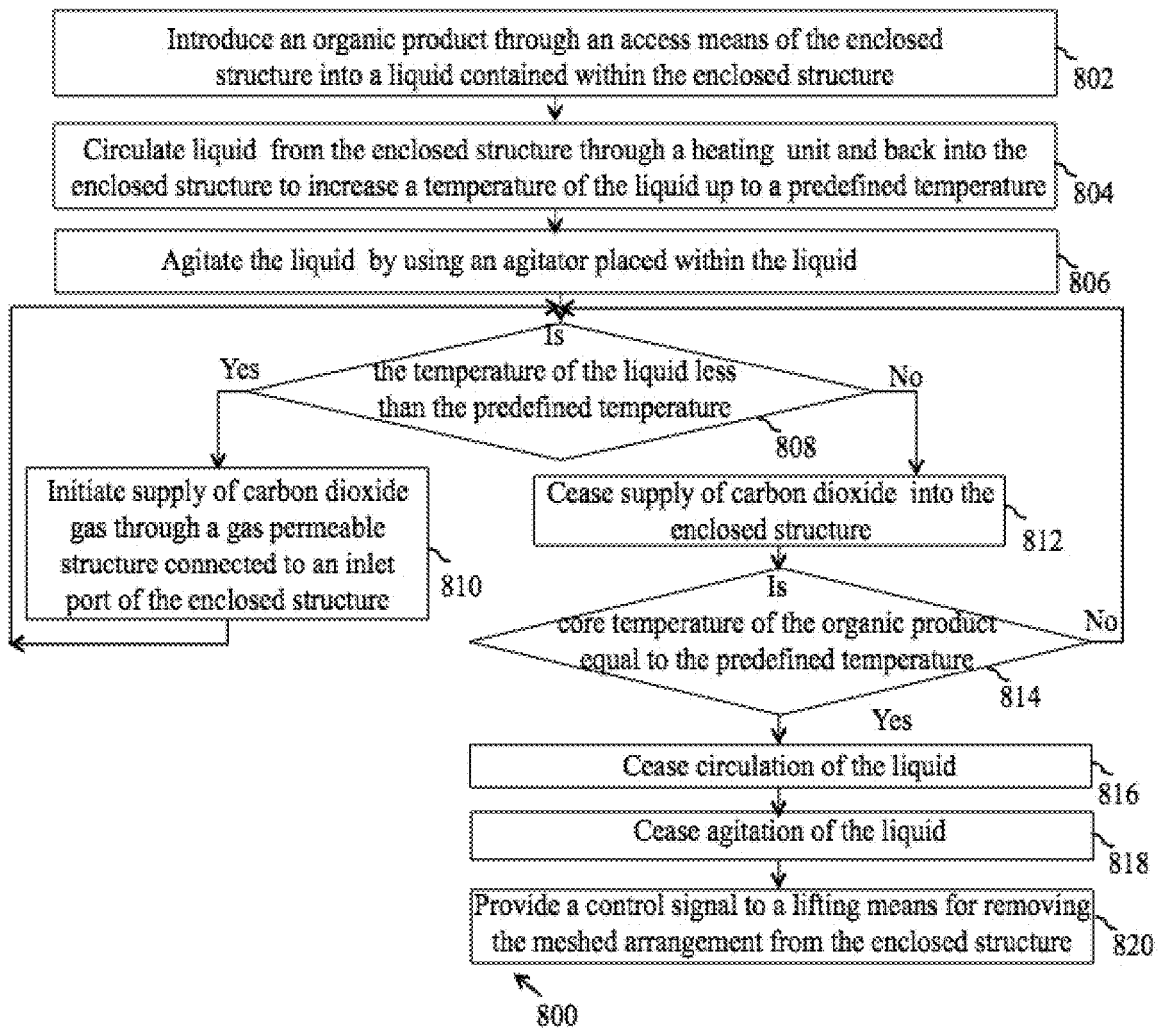 Introduce an organic product through an access means of the enclosed
structure into a liquid contained within the enclosed structure
802
Circulate liquid from the enclosed structure through a heating unit and back into the
enclosed structure to increase a temperature of the liquid up to a predefined temperature
804
Agitate the liquid by using an agitator placed within the liquid
806
Is
the temperature of the liquid less
than the predefined temperature
808
Yes
No
Initiate supply of carbon dioxide
gas through a gas permeable
structure connected to an inlet
port of the enclosed structure
810
Cease supply of carbon dioxide into the
enclosed structure
812
Is
core temperature of the organic product
equal to the predefined temperature
814
No
Yes
Cease circulation of the liquid
816
Cease agitation of the liquid
818
Provide a control signal to a lifting means for removing
the meshed arrangement from the enclosed structure
820
800